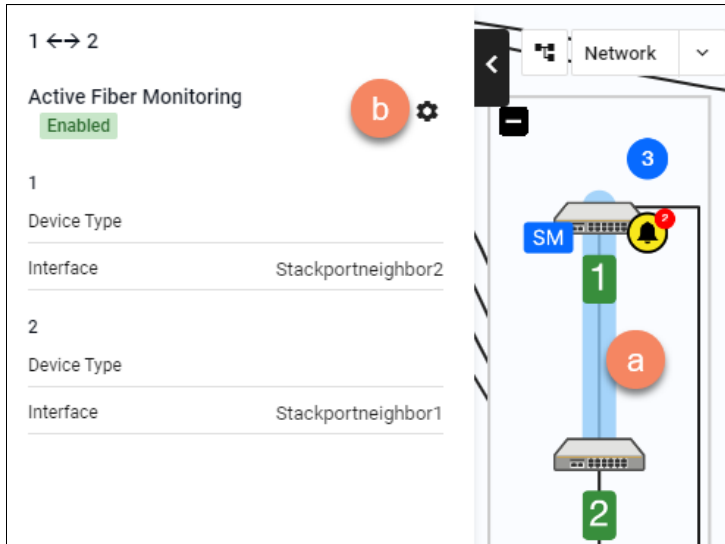 1 ←→ 2
Active Fiber Monitoring
Enabled
b
1
Device Type
Interface Stackportneighbor2
2
Device Type
Interface Stackportneighbor1
Network
3
2
SM
1
a
2